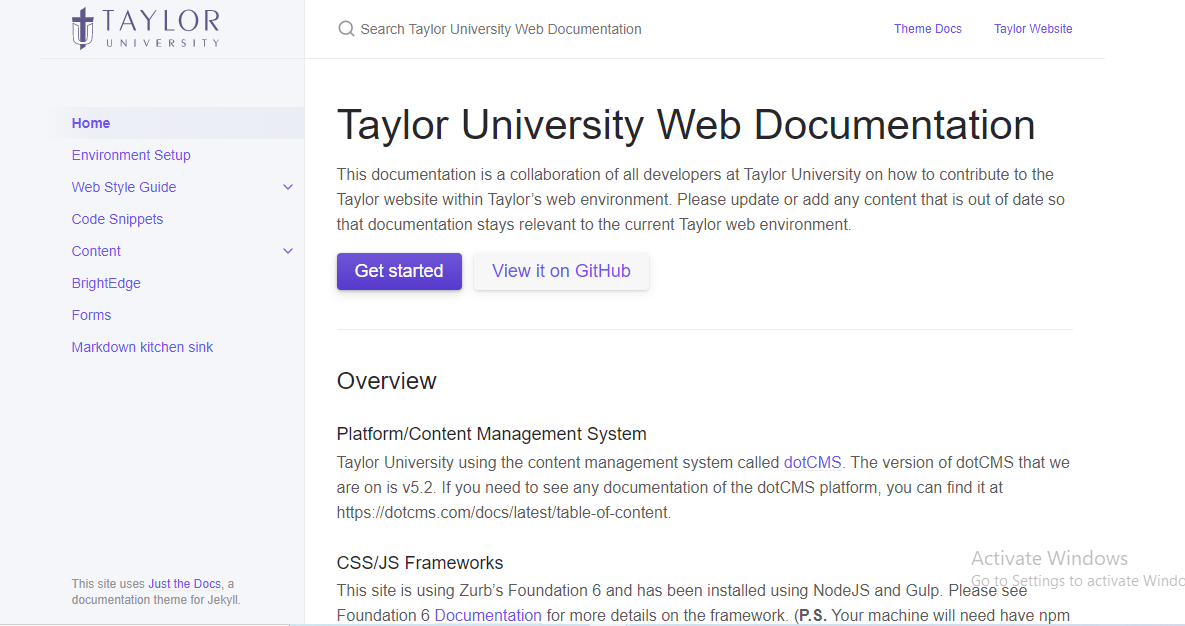 TAYLOR
UNIVERSITY
Search Taylor University Web Documentation
Theme Docs
Taylor Website
Home
Environment Setup
Web Style Guide
Code Snippets
Content
BrightEdge
Forms
Markdown kitchen sink
This site uses Just the Docs, a
documentation theme for Jekyll.
Taylor University Web Documentation
This documentation is a collaboration of all developers at Taylor University on how to contribute to the
Taylor website within Taylor’s web environment. Please update or add any content that is out of date so
that documentation stays relevant to the current Taylor web environment.
Get started
View it on GitHub
Overview
Platform/Content Management System
Taylor University using the content management system called dotCMS. The version of dotCMS that we
are on is v5.2. If you need to see any documentation of the dotCMS platform, you can find it at
https://dotcms.com/docs/latest/table-of-content.
CSS/JS Frameworks
This site is using Zurb’s Foundation 6 and has been installed using NodeJS and Gulp. Please see
Foundation 6 Documentation for more details on the framework. (P.S. Your machine will need have npm
Activate Windows
Go to Settings to activate Windo